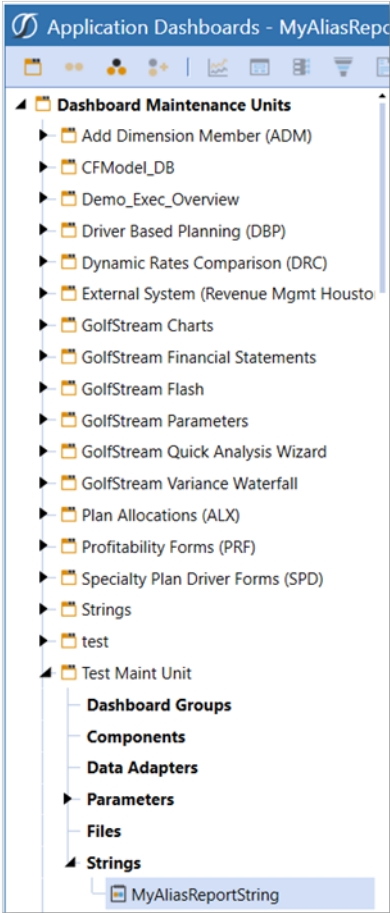 Application Dashboards - MyAliasRepo
Dashboard Maintenance Units
Add Dimension Member (ADM)
CFModel_DB
Demo_Exec_Overview
Driver Based Planning (DBP)
Dynamic Rates Comparison (DRC)
External System (Revenue Mgmt Housto
GolfStream Charts
GolfStream Financial Statements
GolfStream Flash
GolfStream Parameters
GolfStream Quick Analysis Wizard
GolfStream Variance Waterfall
Plan Allocations (ALX)
Profitability Forms (PRF)
Specialty Plan Driver Forms (SPD)
Strings
test
Test Maint Unit
Dashboard Groups
Components
Data Adapters
Parameters
Files
Strings
MyAliasReportString